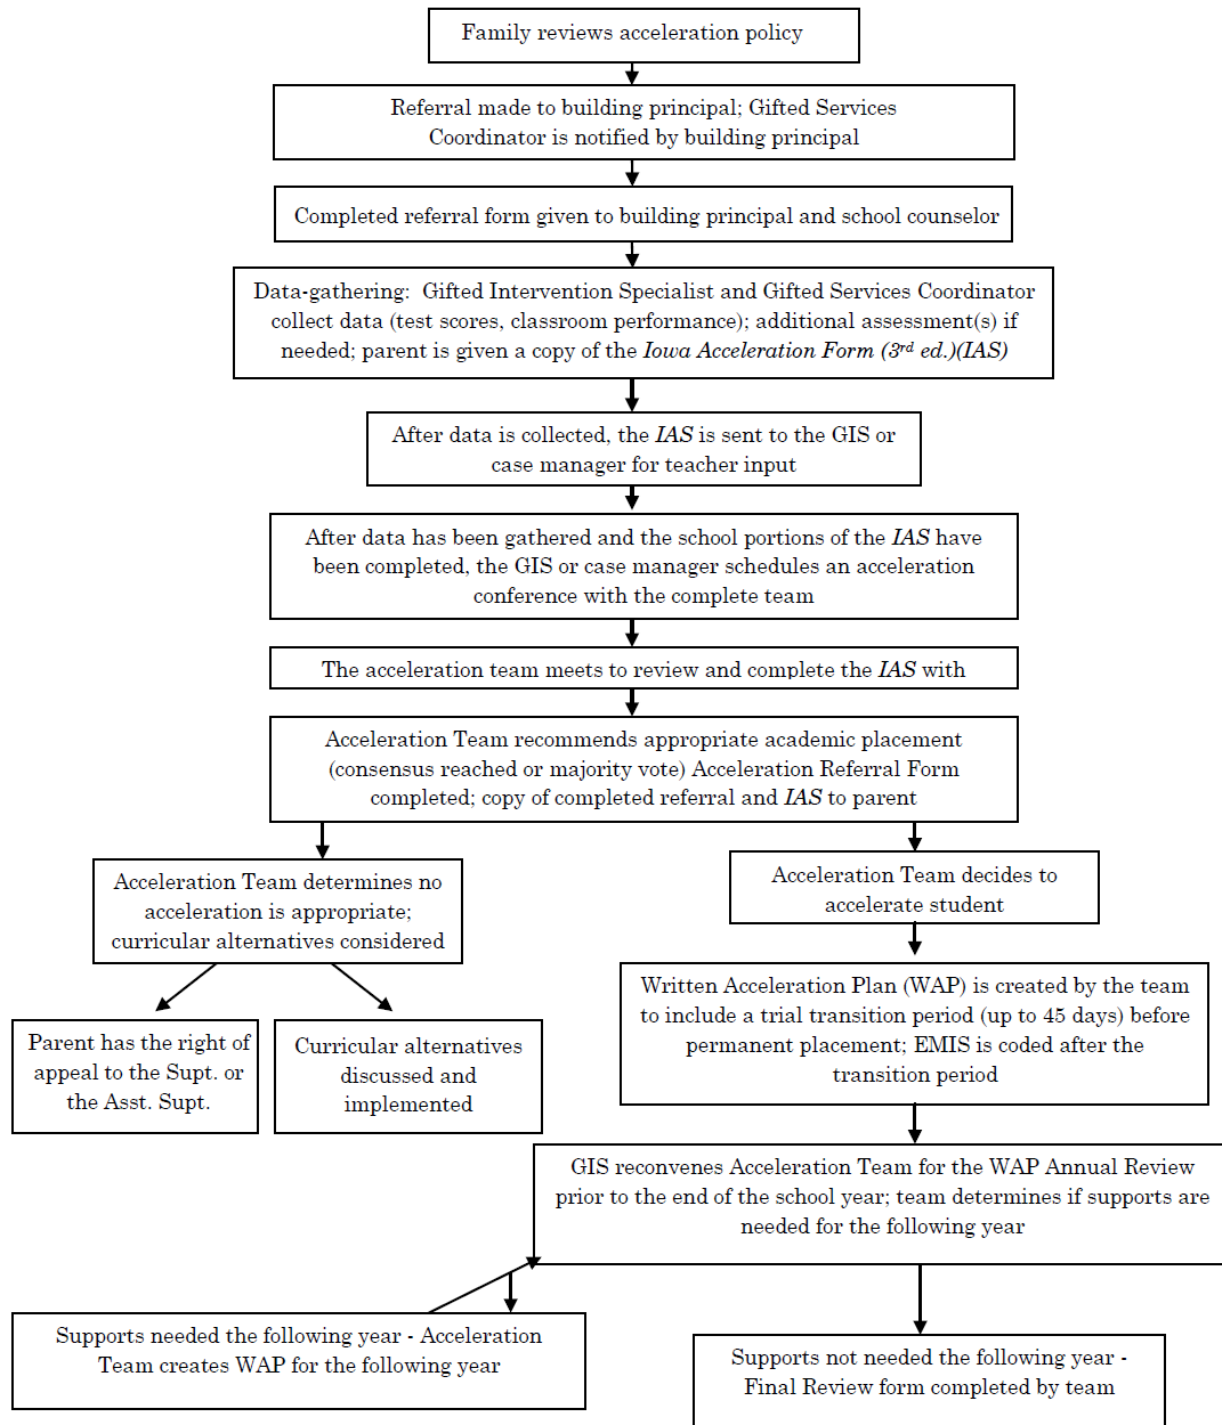 Family reviews acceleration policy
Referral made to building principal; Gifted Services
Coordinator is notified by building principal
Completed referral form given to building principal and school counselor
Data-gathering: Gifted Intervention Specialist and Gifted Services Coordinator
collect data (test scores, classroom performance); additional assessment(s) if
needed; parent is given a copy of the Iowa Acceleration Form (3rd ed.)(IAS)
After data is collected, the IAS is sent to the GIS or
case manager for teacher input
After data has been gathered and the school portions of the IAS have
been completed, the GIS or case manager schedules an acceleration
conference with the complete team
The acceleration team meets to review and complete the IAS with
Acceleration Team recommends appropriate academic placement
(consensus reached or majority vote) Acceleration Referral Form
completed; copy of completed referral and IAS to parent
Acceleration Team determines no
acceleration is appropriate;
curricular alternatives considered
Acceleration Team decides to
accelerate student
Parent has the right of
appeal to the Supt. or
the Asst. Supt.
Curricular alternatives
discussed and
implemented
Written Acceleration Plan (WAP) is created by the team
to include a trial transition period (up to 45 days) before
permanent placement; EMIS is coded after the
transition period
GIS reconvenes Acceleration Team for the WAP Annual Review
prior to the end of the school year; team determines if supports are
needed for the following year
Supports needed the following year - Acceleration
Team creates WAP for the following year
Supports not needed the following year -
Final Review form completed by team